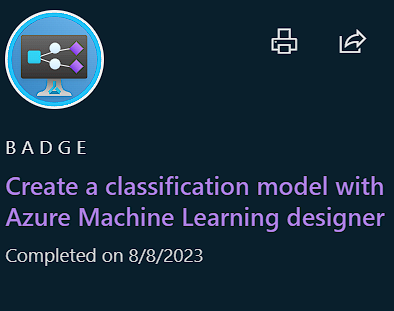 BADGE
Create a classification model with
Azure Machine Learning designer
Completed on 8/8/2023